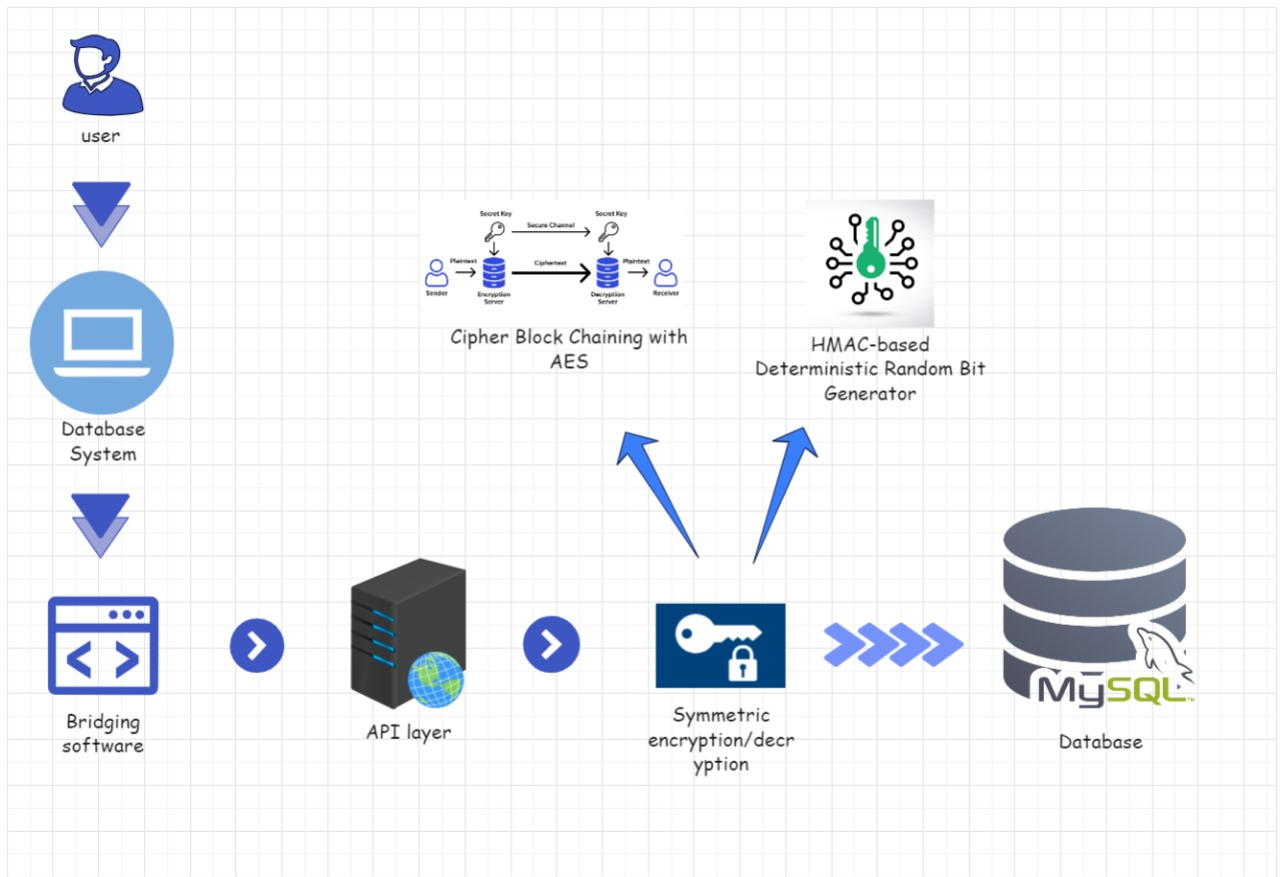 user
Database
System
Bridging
software
API layer
Symmetric
encryption/decr
yption
Secret Key
Secret Key
Secure Channel
Plaintext
Ciphertext
Plaintext
Sender
Encryption
Server
Decryption
Server
Receiver
Cipher Block Chaining with
AES
HMAC-based
Deterministic Random Bit
Generator
MySQL™
Database